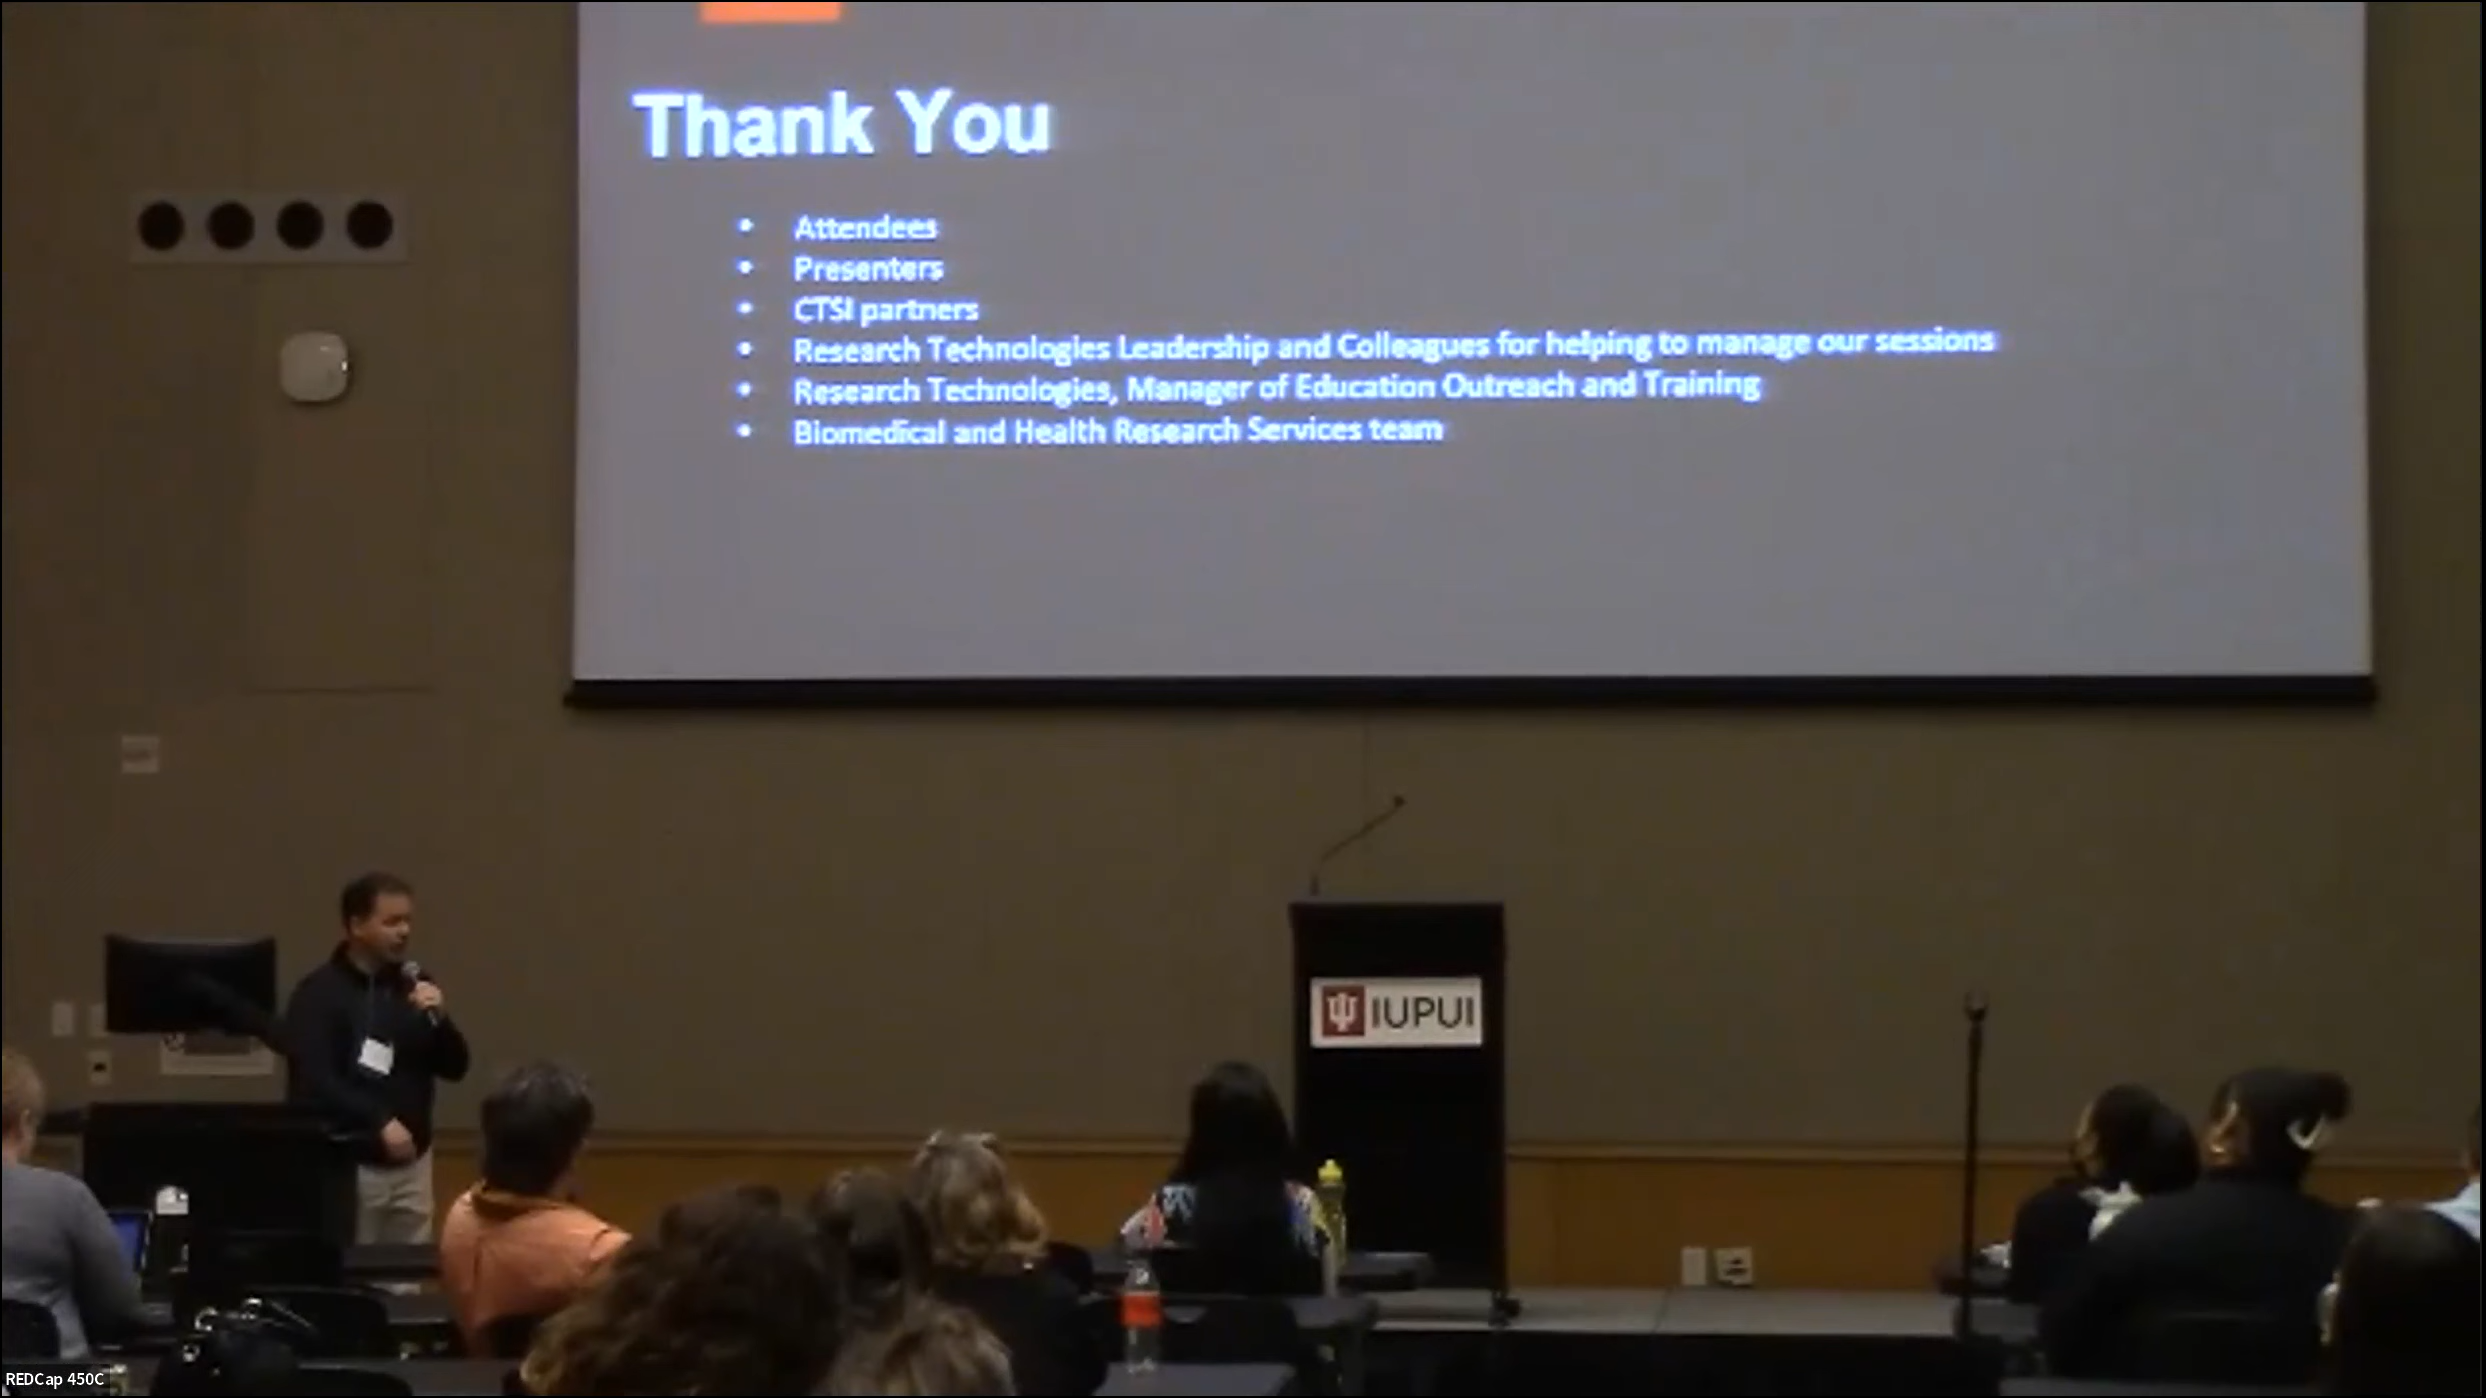 Thank You
• Attendees
• Presenters
• CTSI partners
• Research Technologies Leadership and Colleagues for helping to manage our sessions
• Research Technologies, Manager of Education Outreach and Training
• Biomedical and Health Research Services team
IUPUI
REDCap 450C